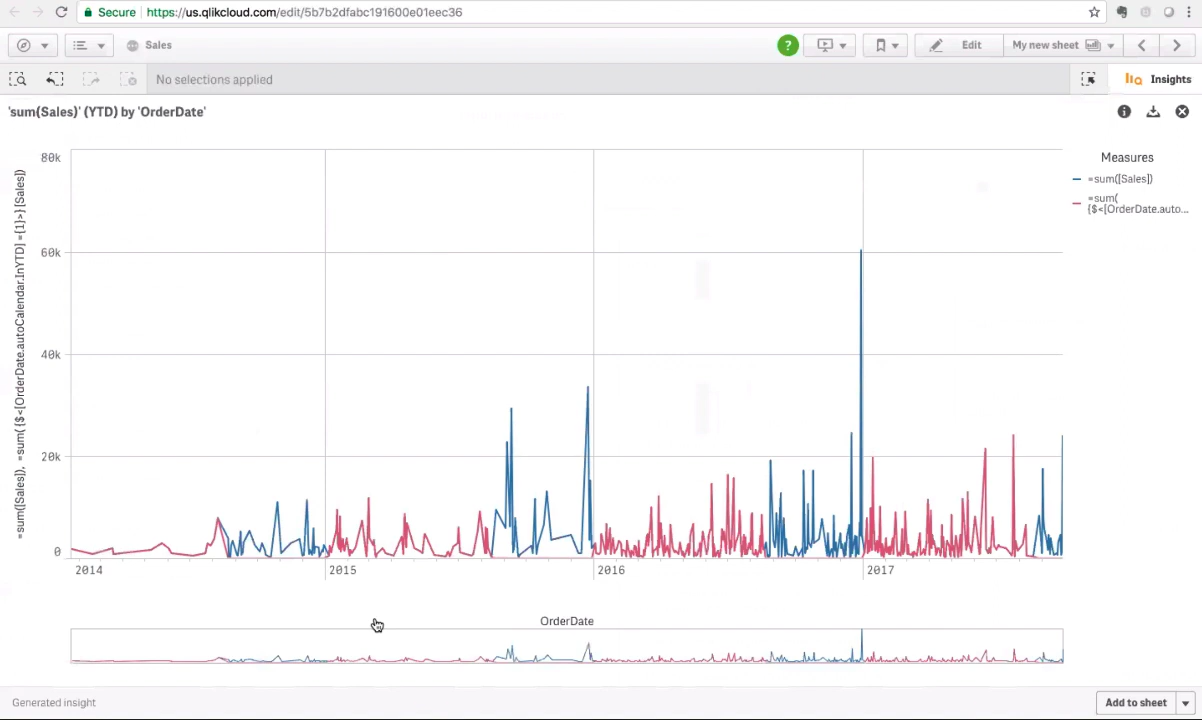 Secure https://us.qlikcloud.com/edit/5b7b2dfabc191600e01eec36
Sales
?
Edit
My new sheet
No selections applied
Insights
'sum(Sales)' (YTD) by 'OrderDate'
Measures
=sum([Sales])
=sum(
{$<[OrderDate.auto...
=sum([Sales]), =sum( {$<[OrderDate.autoCalendar.InYTD] ={1}>} [Sales])
80k
60k
40k
20k
0
2014 2015 2016 2017
OrderDate
Generated insight
Add to sheet